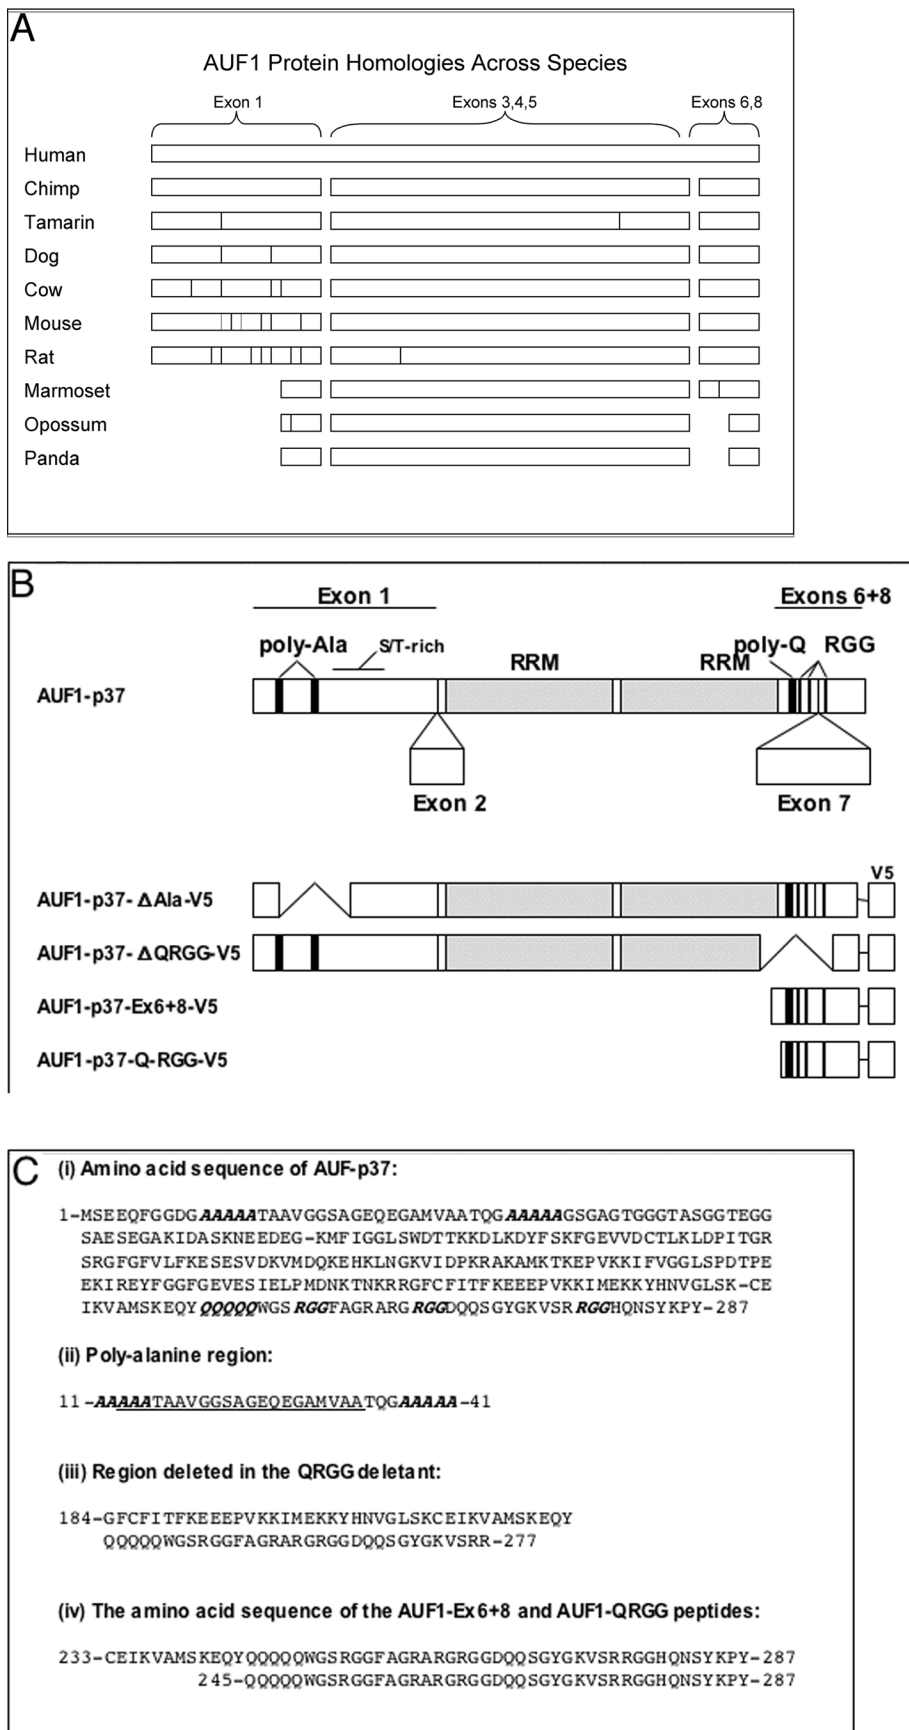 A
AUF1 Protein Homologies Across Species
Exon 1 Exons 3,4,5 Exons 6,8
Human
Chimp
Tamarin
Dog
Cow
Mouse
Rat
Marmoset
Opossum
Panda
B
Exon 1 Exons 6+8
poly-Ala S/T-rich RRM RRM poly-Q RGG
AUF1-p37
Exon 2 Exon 7
V5
AUF1-p37-ΔAla-V5
AUF1-p37-ΔQRGG-V5
AUF1-p37-Ex6+8-V5
AUF1-p37-Q-RGG-V5
C
(i) Amino acid sequence of AUF-p37:
1-MSEEQFGGDGAAAAATAAVGGSAGEQEGAMVAATQGAAAAAGSGAGTGGGTASGGTEGG
SAESEGAKIDASKNEEDEG-KMFIGGLSWDTTKKDLKDYFSKFGEVVDCTLKLDPITGR
SRGFGFVLFKESESVDKVMDQKEHKLNGKVIDPKRAKAMKTKEPVKKIFVGGLSPDTPE
EKIREYFGGFGEVESIELPMDNKTNKRRGFCFITFKEEEPVKKIMEKKYHNVGLSK-CE
IKVAMSKEQYQQQQQWGSRGGFAGRARGRGGDQQSGYGKVSRRGGHQNSYKPY-287
(ii) Poly-alanine region:
11-AAAAATAAVGGSAGEQEGAMVAATQGAAAAA-41
(iii) Region deleted in the QRGG deletant:
184-GFCFITFKEEEPVKKIMEKKYHNVGLSKCEIKVAMSKEQY
QQQQQWGSRGGFAGRARGRGGDQQSGYGKVSRR-277
(iv) The amino acid sequence of the AUF1-Ex6+8 and AUF1-QRGG peptides:
233-CEIKVAMSKEQYQQQQQWGSRGGFAGRARGRGGDQQSGYGKVSRRGGHQNSYKPY-287
245-QQQQQWGSRGGFAGRARGRGGDQQSGYGKVSRRGGHQNSYKPY-287